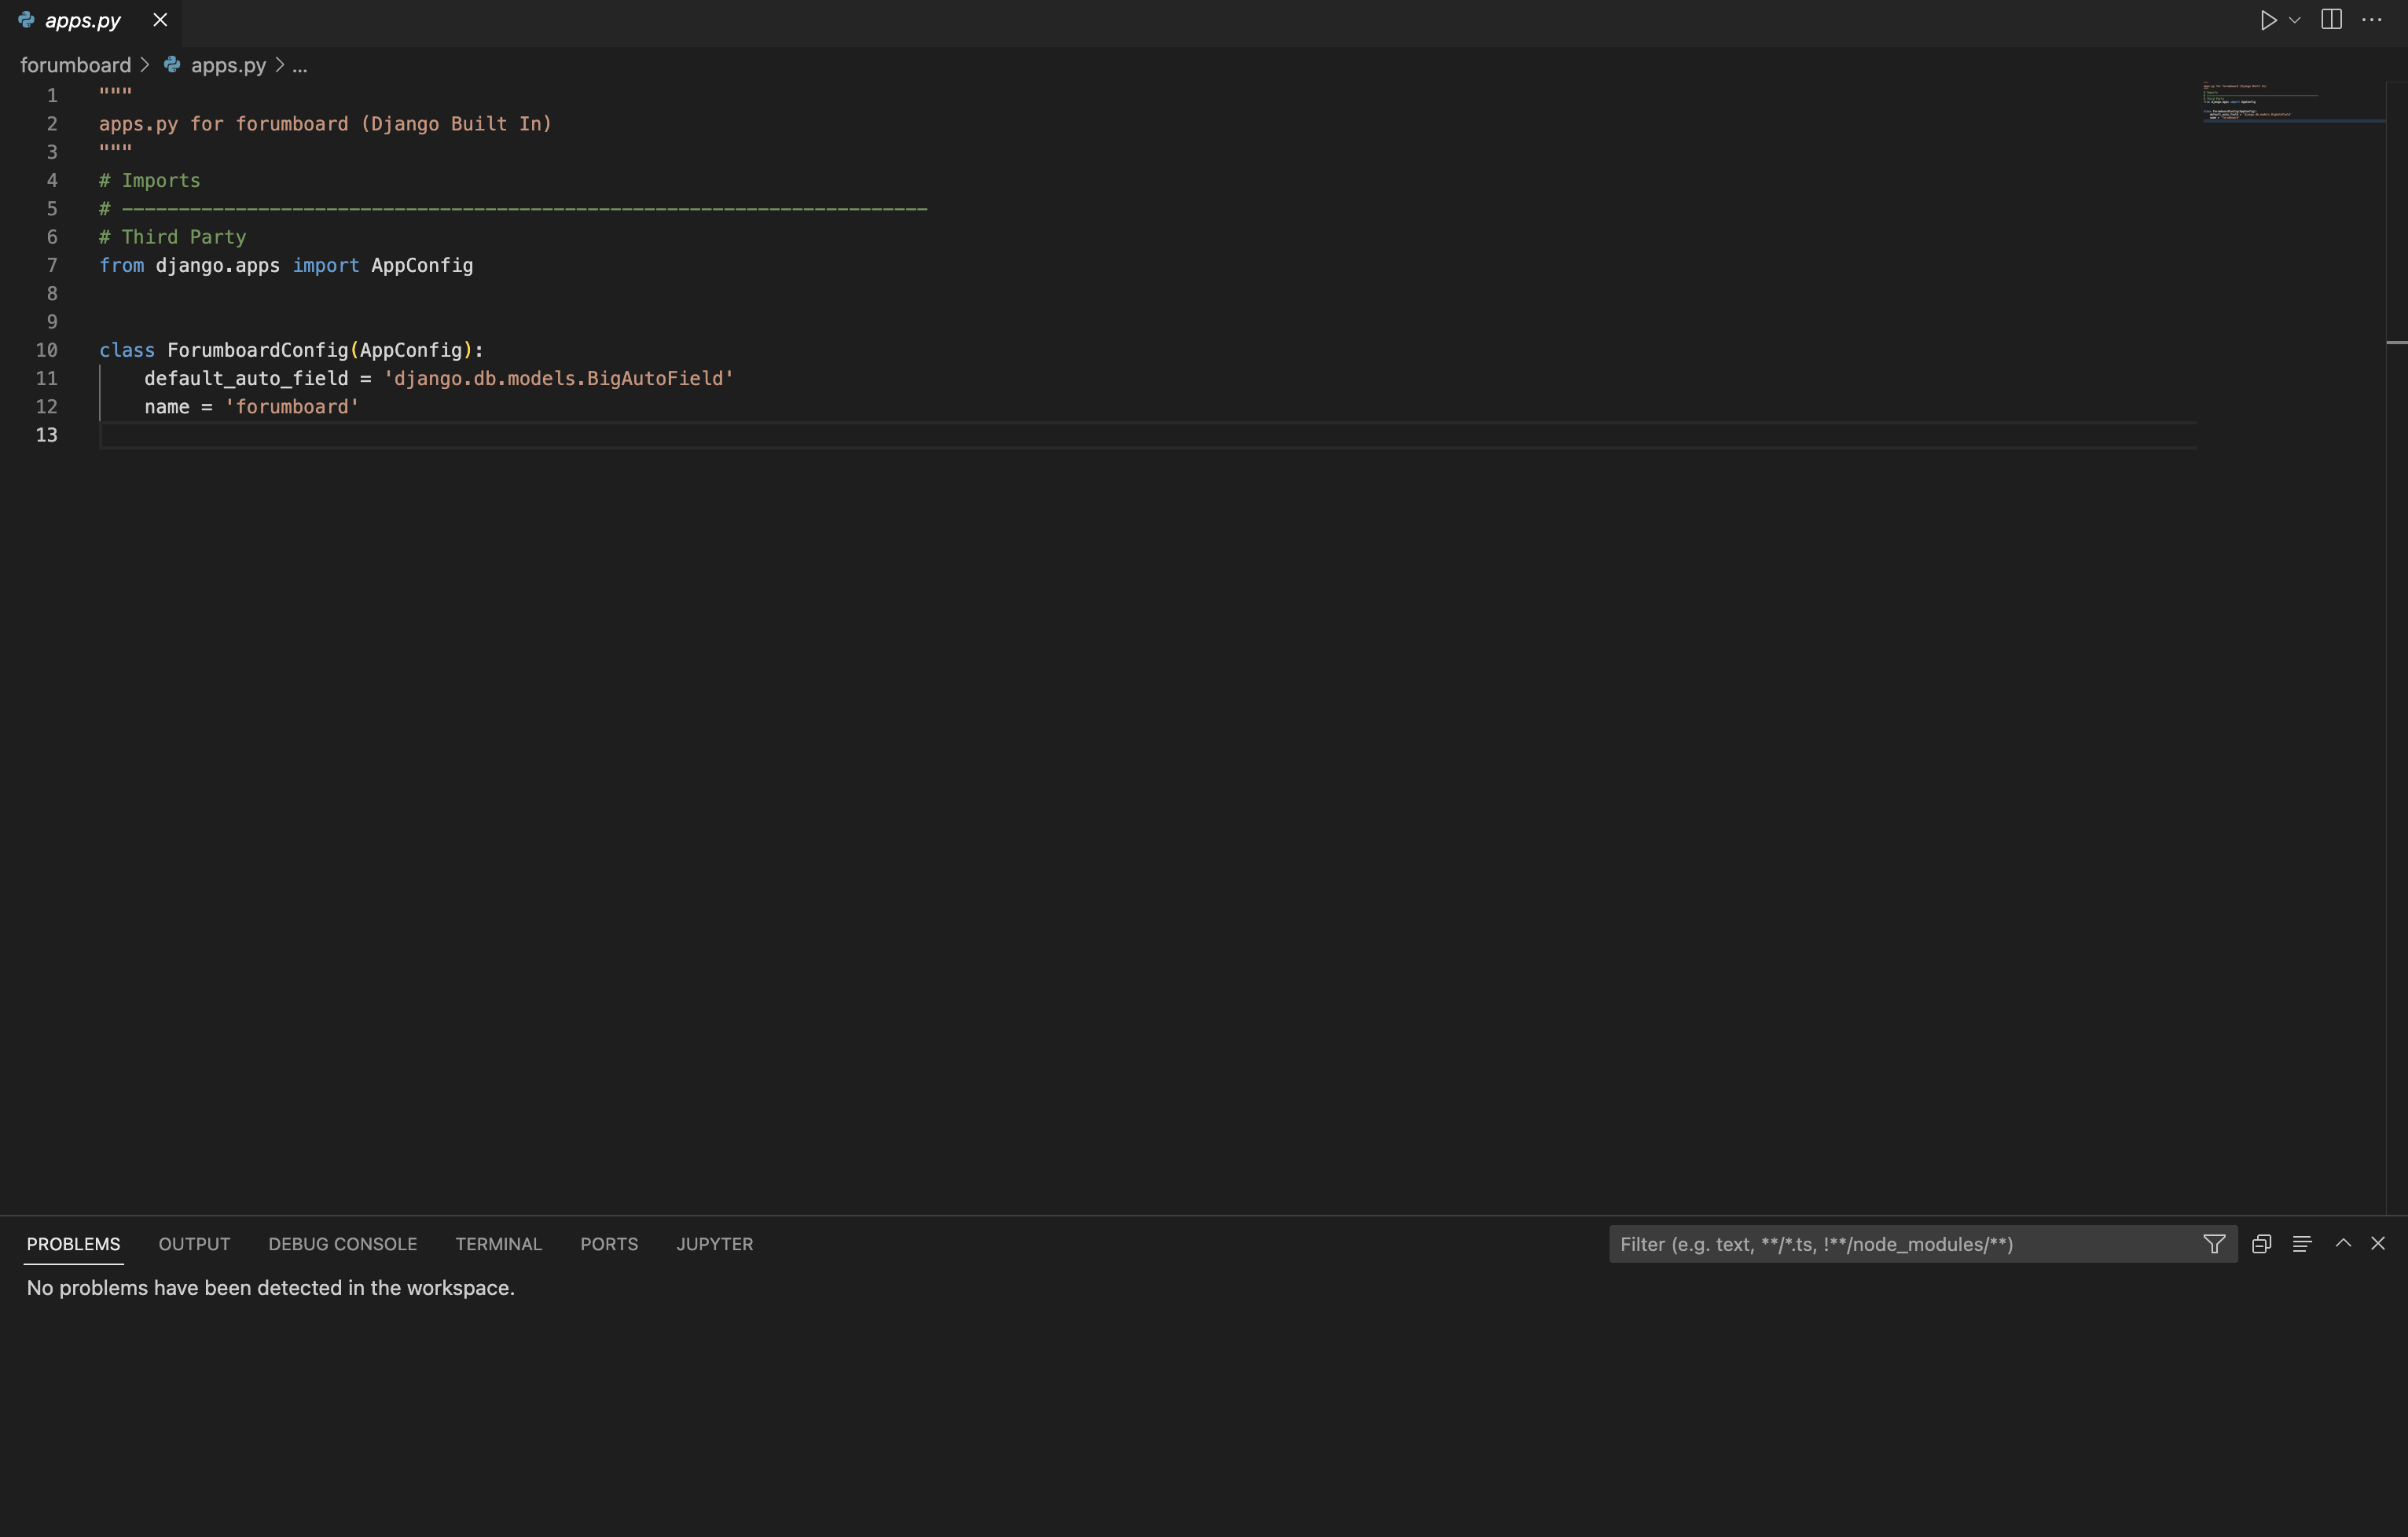 apps.py
forumboard > apps.py > ...
1 """
2 apps.py for forumboard (Django Built In)
3 """
4 # Imports
5 # -----------------------------------------------------------------------
6 # Third Party
7 from django.apps import AppConfig
8
9
10 class ForumboardConfig(AppConfig):
11     default_auto_field = 'django.db.models.BigAutoField'
12     name = 'forumboard'
13
PROBLEMS OUTPUT DEBUG CONSOLE TERMINAL PORTS JUPYTER Filter (e.g. text, **/*.ts, !**/node_modules/**)
No problems have been detected in the workspace.